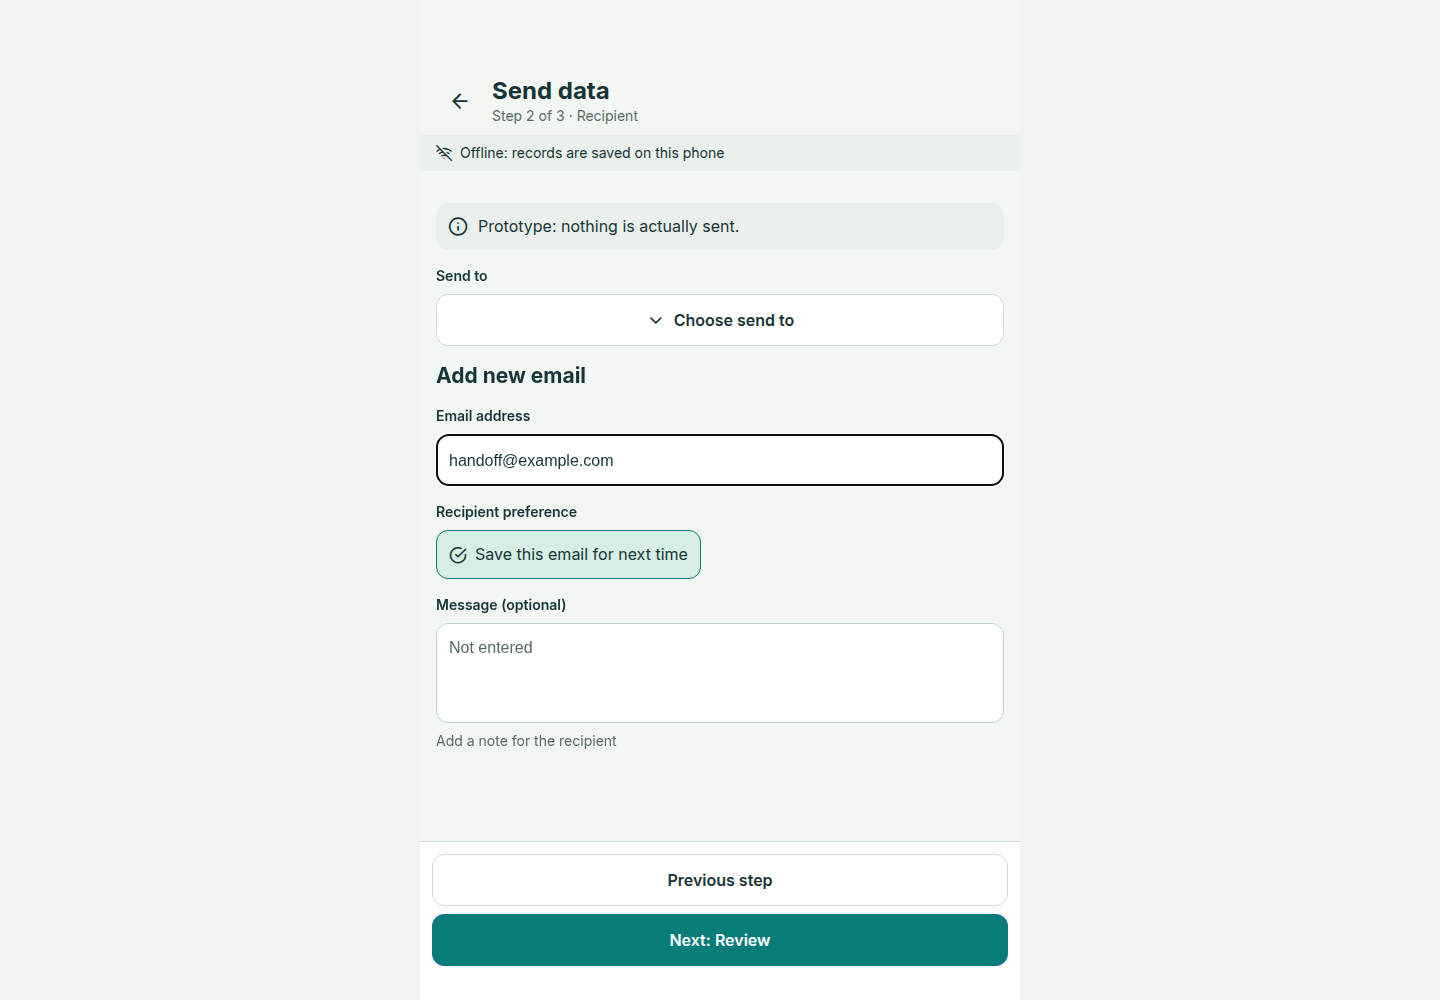 Send data
Step 2 of 3 · Recipient
Offline: records are saved on this phone
Prototype: nothing is actually sent.
Send to
Choose send to
Add new email
Email address
handoff@example.com
Recipient preference
Save this email for next time
Message (optional)
Not entered
Add a note for the recipient
Previous step
Next: Review